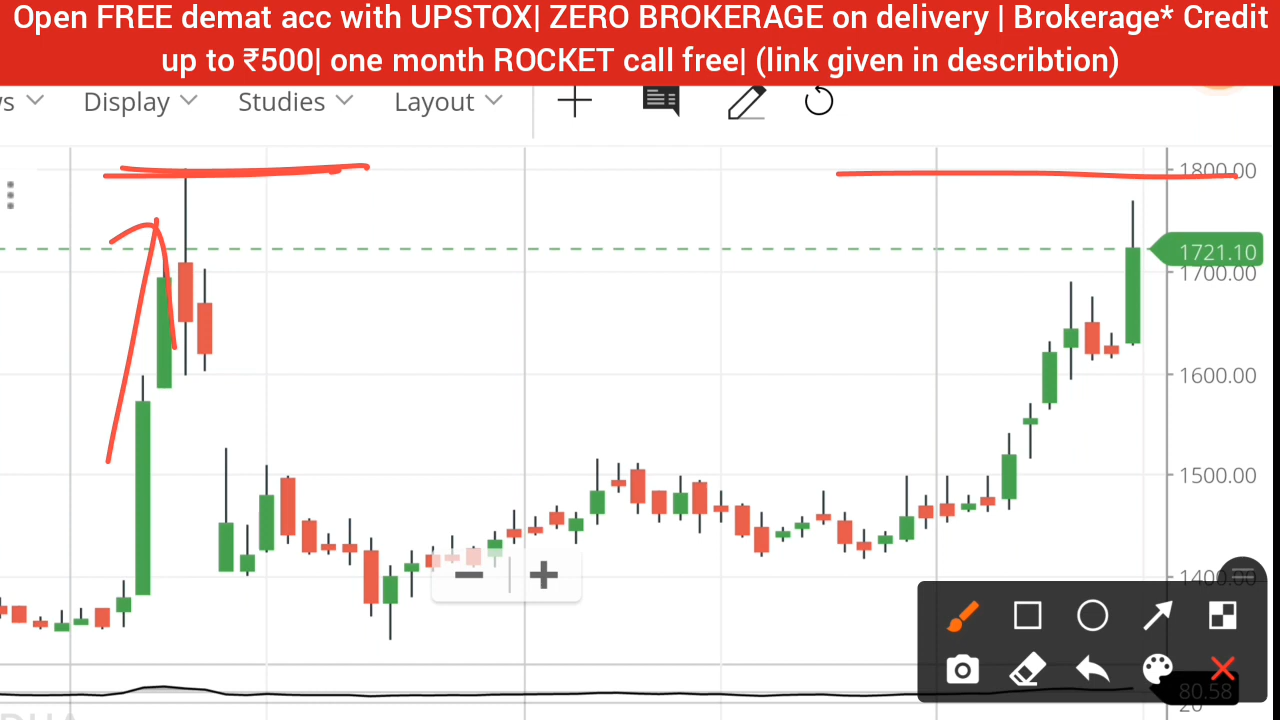 Open FREE demat acc with UPSTOX| ZERO BROKERAGE on delivery | Brokerage* Credit
up to ₹500| one month ROCKET call free| (link given in describtion)
Display Studies Layout
1800.00
1721.10
1700.00
1600.00
1500.00
1400.00
80.58
20